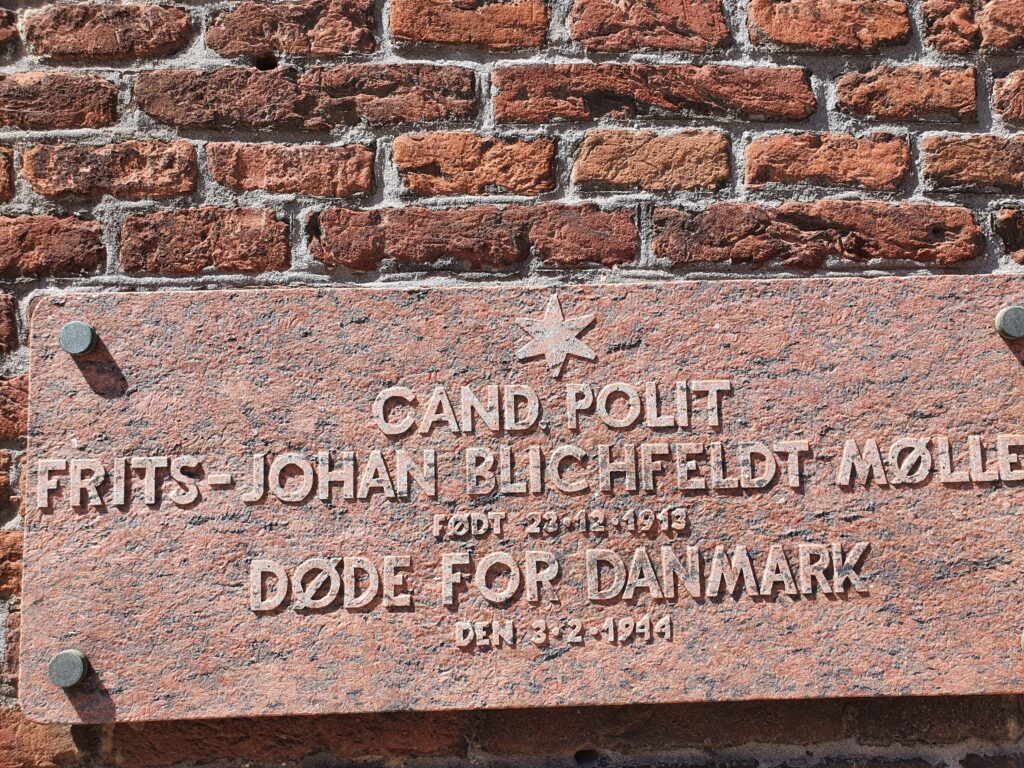 CAND. POLIT
FRITS-JOHAN BLICHFELDT MØLLE
FØDT 23·12·1913
DØDE FOR DANMARK
DEN 3·2·1944